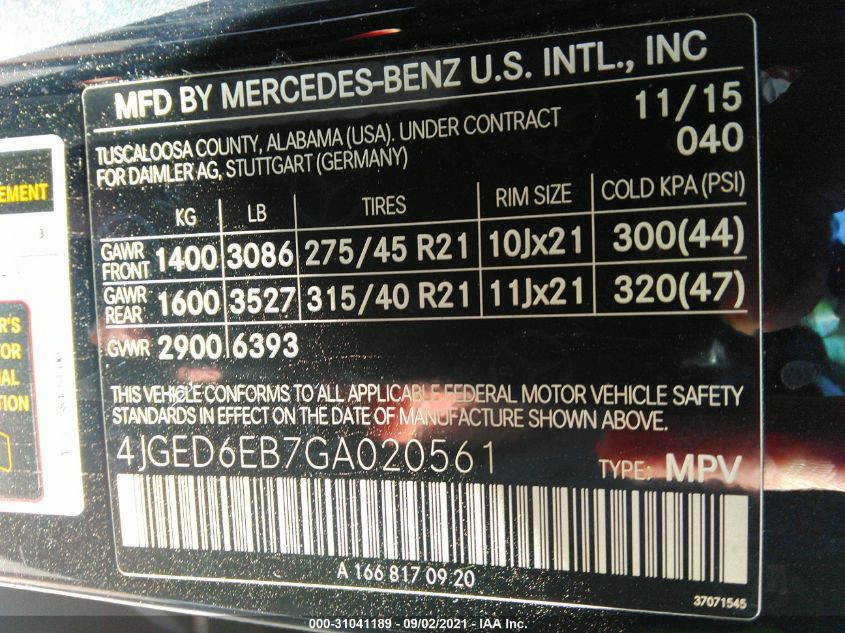 MFD BY MERCEDES-BENZ U.S. INTL., INC
11/15
TUSCALOOSA COUNTY, ALABAMA (USA). UNDER CONTRACT
040
FOR DAIMLER AG, STUTTGART (GERMANY)
KG LB TIRES RIM SIZE COLD KPA (PSI)
GAWR FRONT 1400 3086 275/45 R21 10Jx21 300(44)
GAWR REAR 1600 3527 315/40 R21 11Jx21 320(47)
GVWR 2900 6393
THIS VEHICLE CONFORMS TO ALL APPLICABLE FEDERAL MOTOR VEHICLE SAFETY
STANDARDS IN EFFECT ON THE DATE OF MANUFACTURE SHOWN ABOVE.
4JGED6EB7GA020561 TYPE: MPV
A 166 817 09 20
37071545
000-31041189 - 09/02/2021 - IAA Inc.